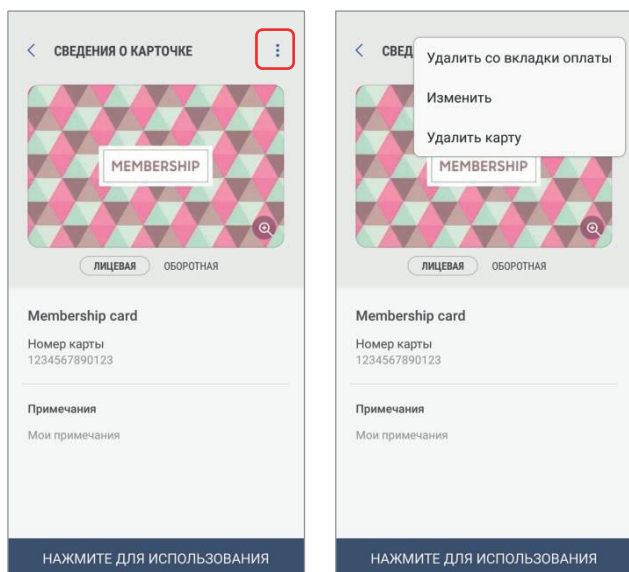 СВЕДЕНИЯ О КАРТОЧКЕ
MEMBERSHIP
ЛИЦЕВАЯ ОБОРОТНАЯ
Membership card
Номер карты
1234567890123
Примечания
Мои примечания
НАЖМИТЕ ДЛЯ ИСПОЛЬЗОВАНИЯ
СВЕД
Удалить со вкладки оплаты
Изменить
Удалить карту
MEMBERSHIP
ЛИЦЕВАЯ ОБОРОТНАЯ
Membership card
Номер карты
1234567890123
Примечания
Мои примечания
НАЖМИТЕ ДЛЯ ИСПОЛЬЗОВАНИЯ